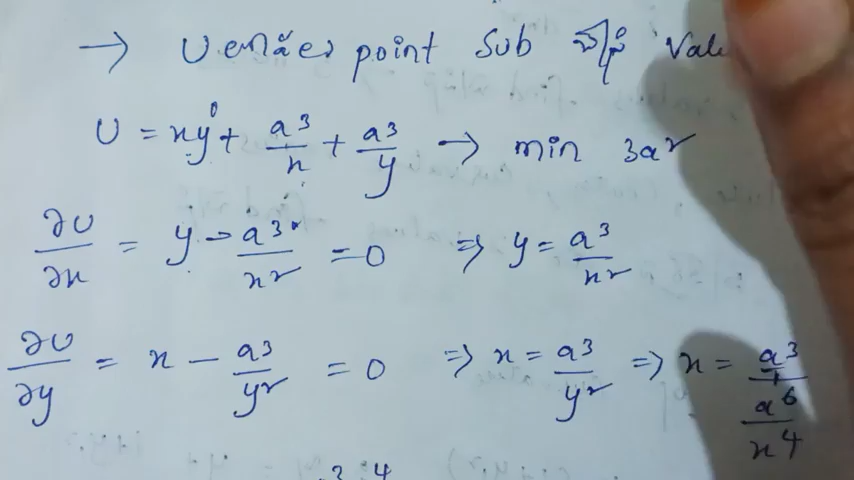 → U point Sub
U = xy + a³/x + a³/y → min 3a²
∂U/∂x = y - a³/x² = 0 ⇒ y = a³/x²
∂U/∂y = x - a³/y² = 0 ⇒ x = a³/y² ⇒ x = a³/(a⁶/x⁴)